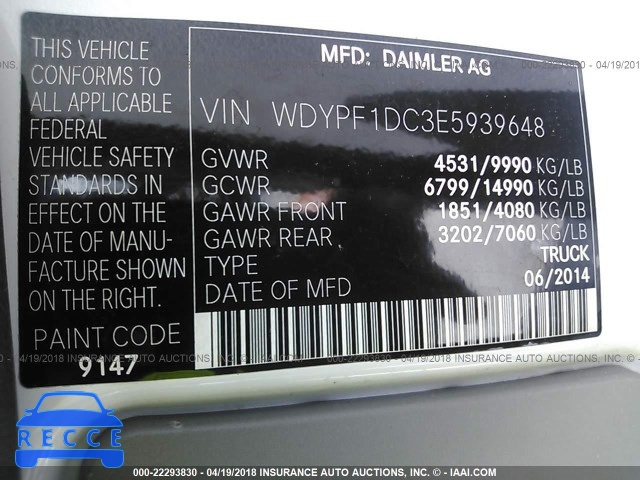 THIS VEHICLE
CONFORMS TO
ALL APPLICABLE
FEDERAL
VEHICLE SAFETY
STANDARDS IN
EFFECT ON THE
DATE OF MANU-
FACTURE SHOWN
ON THE RIGHT.
PAINT CODE
9147
MFD: DAIMLER AG
VIN WDYPF1DC3E5939648
GVWR 4531/9990 KG/LB
GCWR 6799/14990 KG/LB
GAWR FRONT 1851/4080 KG/LB
GAWR REAR 3202/7060 KG/LB
TYPE TRUCK
DATE OF MFD 06/2014
RECCE
000-22293830 - 04/19/2018 INSURANCE AUTO AUCTIONS, INC. - © IAAI.COM